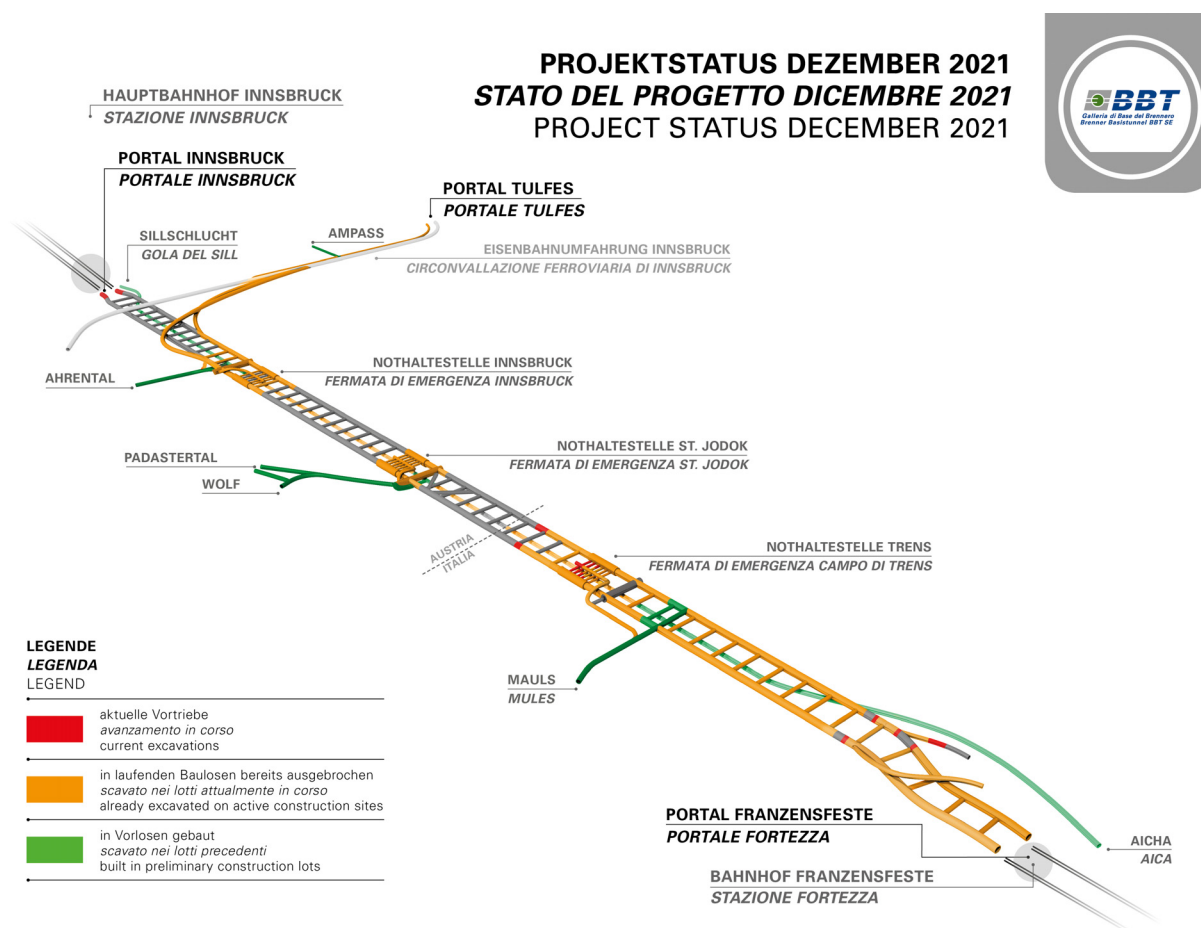 PROJEKTSTATUS DEZEMBER 2021
STATO DEL PROGETTO DICEMBRE 2021
PROJECT STATUS DECEMBER 2021
BBT
Galleria di Base del Brennero
Brenner Basistunnel BBT SE
HAUPTBAHNHOF INNSBRUCK
STAZIONE INNSBRUCK
PORTAL INNSBRUCK
PORTALE INNSBRUCK
PORTAL TULFES
PORTALE TULFES
SILLSCHLUCHT
GOLA DEL SILL
AMPASS
EISENBAHNUMFAHRUNG INNSBRUCK
CIRCONVALLAZIONE FERROVIARIA DI INNSBRUCK
AHRENTAL
NOTHALTESTELLE INNSBRUCK
FERMATA DI EMERGENZA INNSBRUCK
PADASTERTAL
WOLF
NOTHALTESTELLE ST. JODOK
FERMATA DI EMERGENZA ST. JODOK
AUSTRIA
ITALIA
NOTHALTESTELLE TRENS
FERMATA DI EMERGENZA CAMPO DI TRENS
MAULS
MULES
LEGENDE
LEGENDA
LEGEND
aktuelle Vortriebe
avanzamento in corso
current excavations
in laufenden Baulosen bereits ausgebrochen
scavato nei lotti attualmente in corso
already excavated on active construction sites
in Vorlosen gebaut
scavato nei lotti precedenti
built in preliminary construction lots
PORTAL FRANZENSFESTE
PORTALE FORTEZZA
BAHNHOF FRANZENSFESTE
STAZIONE FORTEZZA
AICHA
AICA